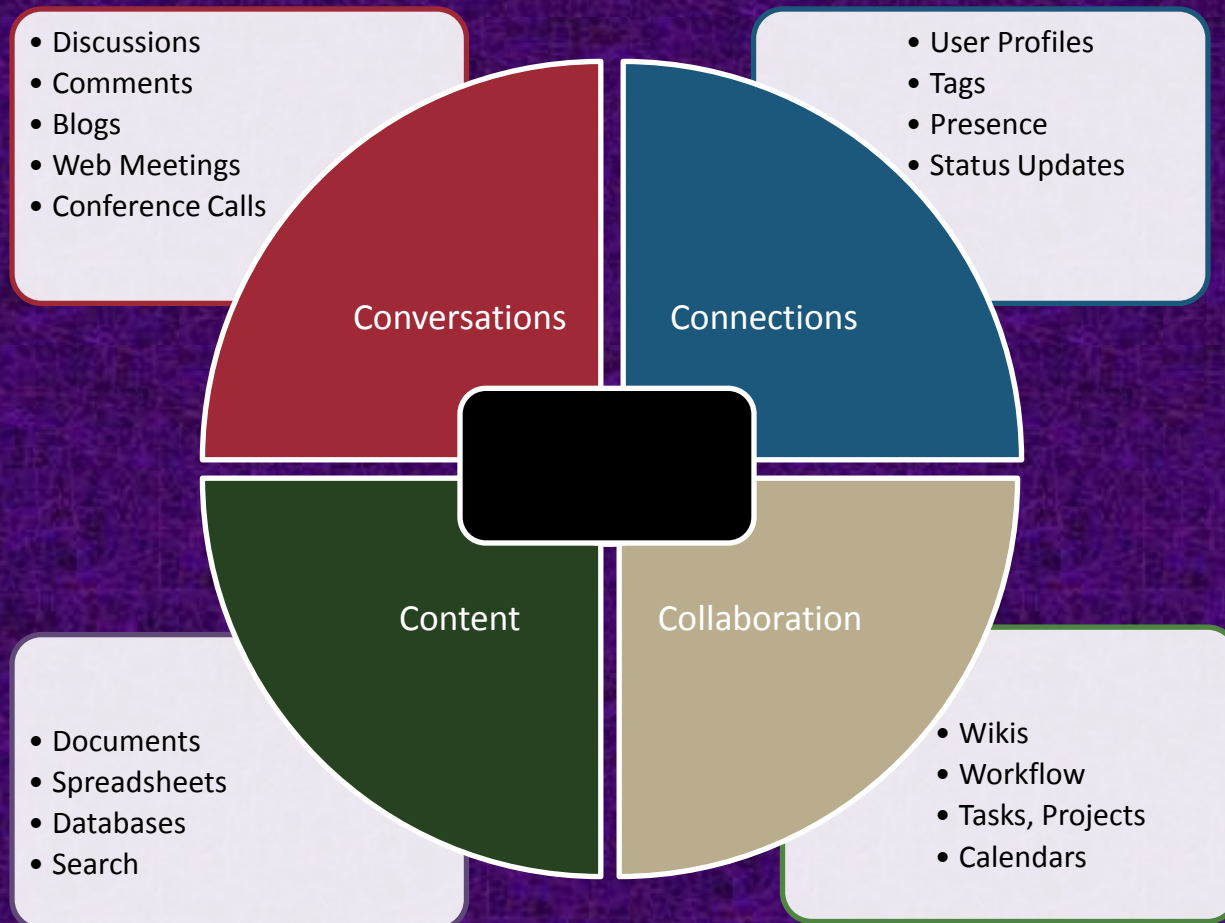 • Discussions
• Comments
• Blogs
• Web Meetings
• Conference Calls
• User Profiles
• Tags
• Presence
• Status Updates
Conversations
Connections
Content
Collaboration
• Documents
• Spreadsheets
• Databases
• Search
• Wikis
• Workflow
• Tasks, Projects
• Calendars